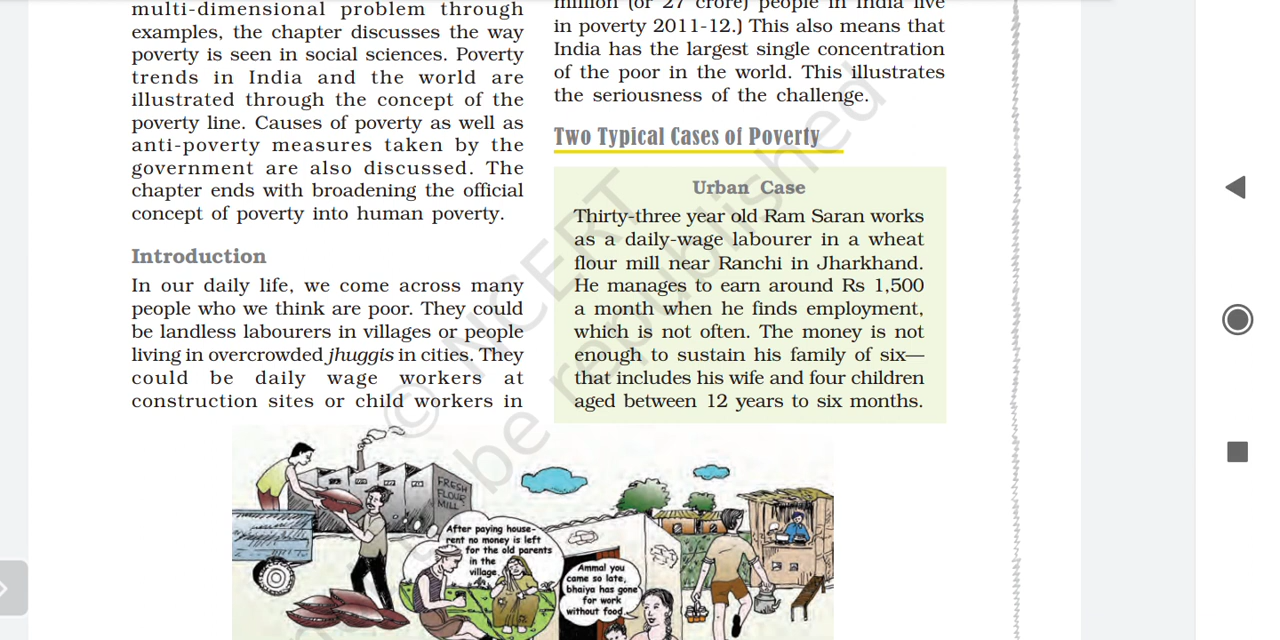 multi-dimensional problem through
examples, the chapter discusses the way
poverty is seen in social sciences. Poverty
trends in India and the world are
illustrated through the concept of the
poverty line. Causes of poverty as well as
anti-poverty measures taken by the
government are also discussed. The
chapter ends with broadening the official
concept of poverty into human poverty.
Introduction
In our daily life, we come across many
people who we think are poor. They could
be landless labourers in villages or people
living in overcrowded jhuggis in cities. They
could be daily wage workers at
construction sites or child workers in
million (or 27 crore) people in India live
in poverty 2011-12.) This also means that
India has the largest single concentration
of the poor in the world. This illustrates
the seriousness of the challenge.
Two Typical Cases of Poverty
Urban Case
Thirty-three year old Ram Saran works
as a daily-wage labourer in a wheat
flour mill near Ranchi in Jharkhand.
He manages to earn around Rs 1,500
a month when he finds employment,
which is not often. The money is not
enough to sustain his family of six—
that includes his wife and four children
aged between 12 years to six months.
FRESH
FLOUR
MILL
After paying house-
rent no money is left
for the old parents
in the
village.
Ammal you
came so late,
bhaiya has gone
for work
without food.
© NCERT
be republished